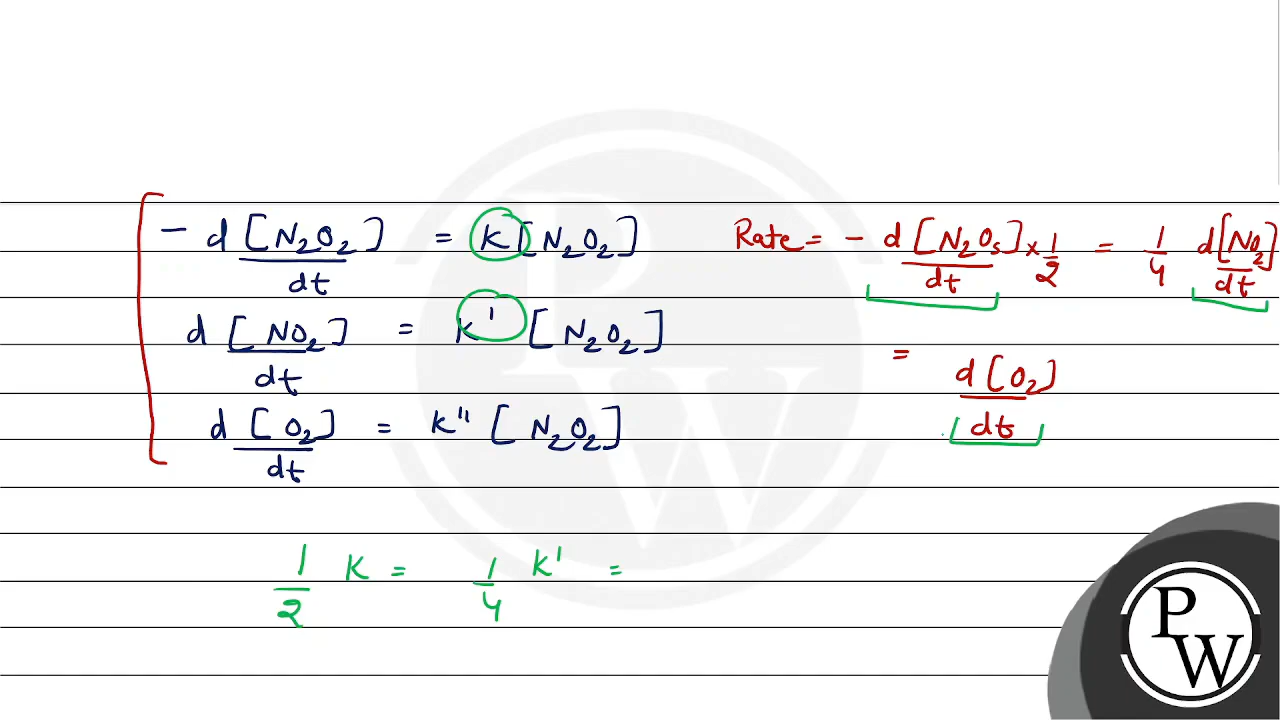 - d[N₂O₂]/dt = K[N₂O₂]
Rate = - d[N₂O₅]/dt × 1/2 = 1/4 d[NO₂]/dt
d[NO₂]/dt = K' [N₂O₂]
= d[O₂]/dt
d[O₂]/dt = K'' [N₂O₂]
1/2 K = 1/4 K' =
P
W
P
W